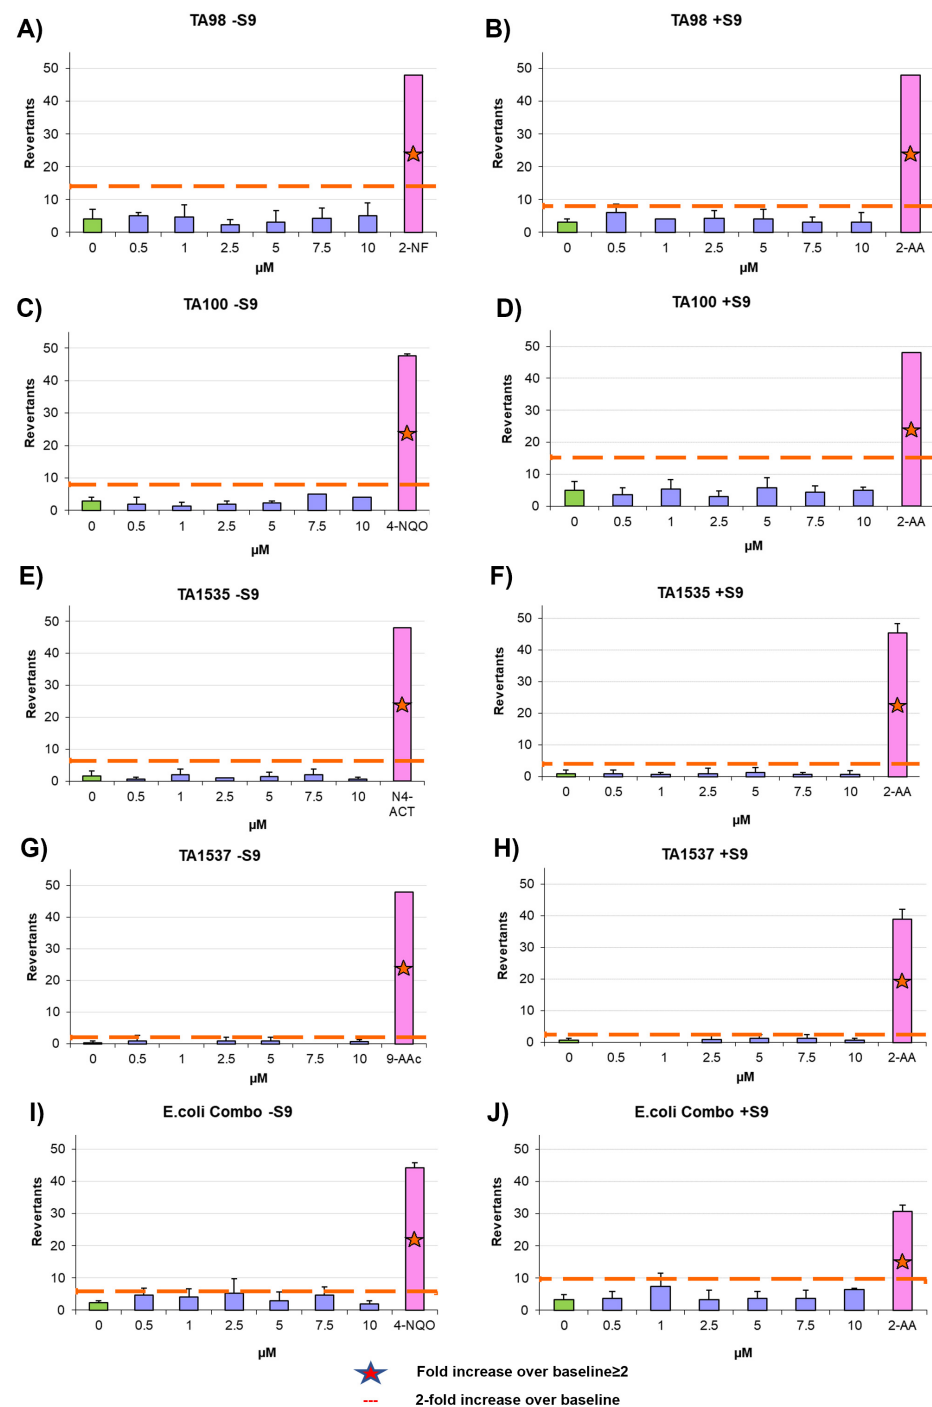 A)
TA98 -S9
Revertants
50
40
30
20
10
0
0 0.5 1 2.5 5 7.5 10 2-NF
µM
B)
TA98 +S9
Revertants
50
40
30
20
10
0
0 0.5 1 2.5 5 7.5 10 2-AA
µM
C)
TA100 -S9
Revertants
50
40
30
20
10
0
0 0.5 1 2.5 5 7.5 10 4-NQO
µM
D)
TA100 +S9
Revertants
50
40
30
20
10
0
0 0.5 1 2.5 5 7.5 10 2-AA
µM
E)
TA1535 -S9
Revertants
50
40
30
20
10
0
0 0.5 1 2.5 5 7.5 10 N4-
ACT
µM
F)
TA1535 +S9
Revertants
50
40
30
20
10
0
0 0.5 1 2.5 5 7.5 10 2-AA
µM
G)
TA1537 -S9
Revertants
50
40
30
20
10
0
0 0.5 1 2.5 5 7.5 10 9-AAc
µM
H)
TA1537 +S9
Revertants
50
40
30
20
10
0
0 0.5 1 2.5 5 7.5 10 2-AA
µM
I)
E.coli Combo -S9
Revertants
50
40
30
20
10
0
0 0.5 1 2.5 5 7.5 10 4-NQO
µM
J)
E.coli Combo +S9
Revertants
50
40
30
20
10
0
0 0.5 1 2.5 5 7.5 10 2-AA
µM
Fold increase over baseline≥2
--- 2-fold increase over baseline